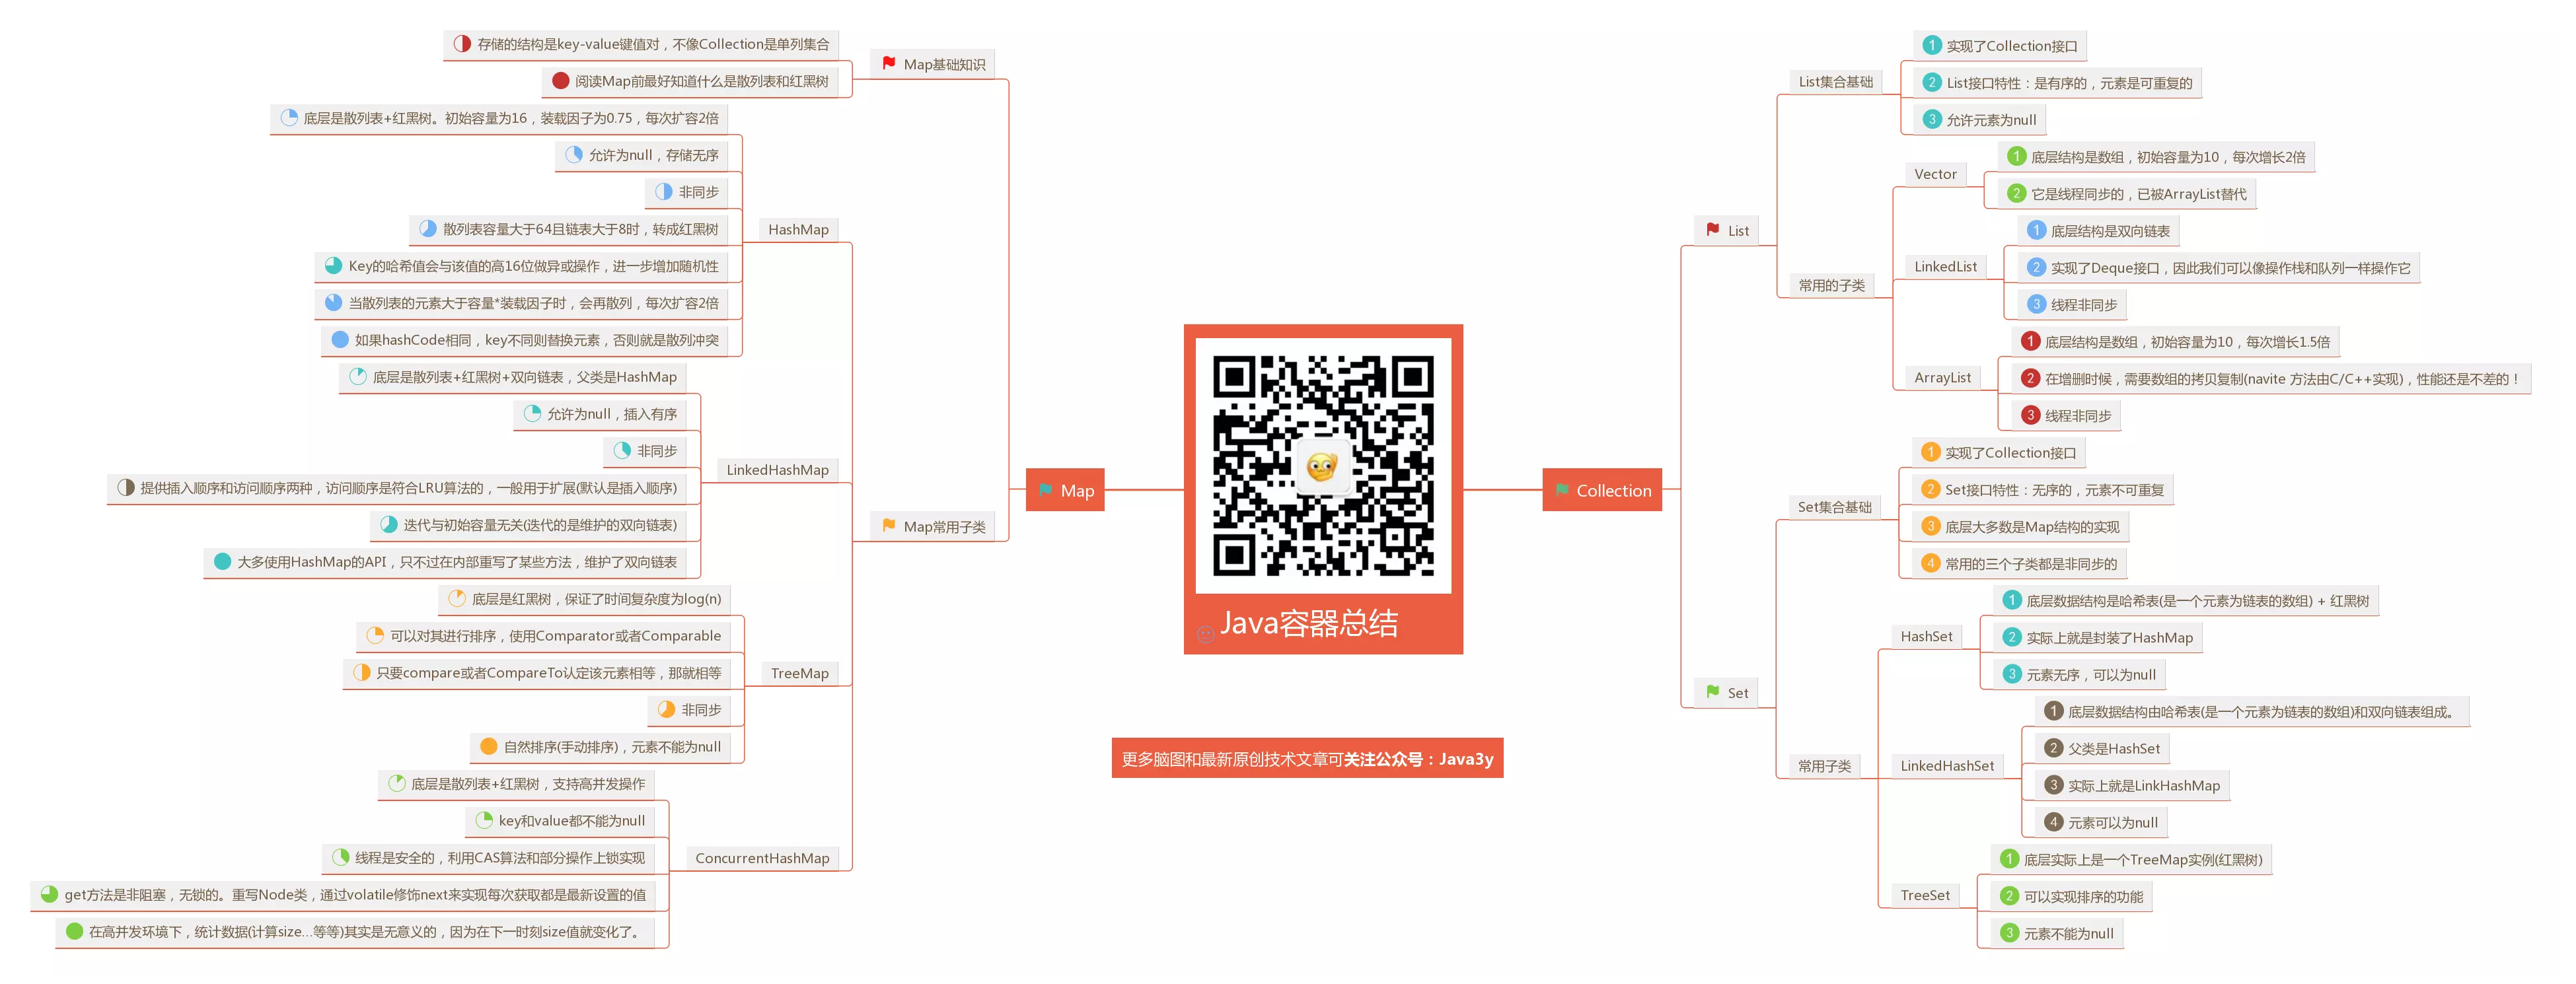 存储的结构是key-value键值对，不像Collection是单列集合
阅读Map前最好知道什么是散列表和红黑树
Map基础知识
底层是散列表+红黑树。初始容量为16，装载因子为0.75，每次扩容2倍
允许为null，存储无序
非同步
散列表容量大于64且链表大于8时，转成红黑树
Key的哈希值会与该值的高16位做异或操作，进一步增加随机性
当散列表的元素大于容量*装载因子时，会再散列，每次扩容2倍
如果hashCode相同，key不同则替换元素，否则就是散列冲突
HashMap
底层是散列表+红黑树+双向链表，父类是HashMap
允许为null，插入有序
非同步
提供插入顺序和访问顺序两种，访问顺序是符合LRU算法的，一般用于扩展(默认是插入顺序)
迭代与初始容量无关(迭代的是维护的双向链表)
大多使用HashMap的API，只不过在内部重写了某些方法，维护了双向链表
LinkedHashMap
底层是红黑树，保证了时间复杂度为log(n)
可以对其进行排序，使用Comparator或者Comparable
只要compare或者CompareTo认定该元素相等，那就相等
非同步
自然排序(手动排序)，元素不能为null
TreeMap
底层是散列表+红黑树，支持高并发操作
key和value都不能为null
线程是安全的，利用CAS算法和部分操作上锁实现
get方法是非阻塞，无锁的。重写Node类，通过volatile修饰next来实现每次获取都是最新设置的值
在高并发环境下，统计数据(计算size...等等)其实是无意义的，因为在下一时刻size值就变化了。
ConcurrentHashMap
Map常用子类
Map
Java容器总结
更多脑图和最新原创技术文章可关注公众号：Java3y
Collection
List
List集合基础
1 实现了Collection接口
2 List接口特性：是有序的，元素是可重复的
3 允许元素为null
常用的子类
Vector
1 底层结构是数组，初始容量为10，每次增长2倍
2 它是线程同步的，已被ArrayList替代
LinkedList
1 底层结构是双向链表
2 实现了Deque接口，因此我们可以像操作栈和队列一样操作它
3 线程非同步
ArrayList
1 底层结构是数组，初始容量为10，每次增长1.5倍
2 在增删时候，需要数组的拷贝复制(navite 方法由C/C++实现)，性能还是不差的！
3 线程非同步
Set
Set集合基础
1 实现了Collection接口
2 Set接口特性：无序的，元素不可重复
3 底层大多数是Map结构的实现
4 常用的三个子类都是非同步的
常用子类
HashSet
1 底层数据结构是哈希表(是一个元素为链表的数组) + 红黑树
2 实际上就是封装了HashMap
3 元素无序，可以为null
LinkedHashSet
1 底层数据结构由哈希表(是一个元素为链表的数组)和双向链表组成。
2 父类是HashSet
3 实际上就是LinkHashMap
4 元素可以为null
TreeSet
1 底层实际上是一个TreeMap实例(红黑树)
2 可以实现排序的功能
3 元素不能为null